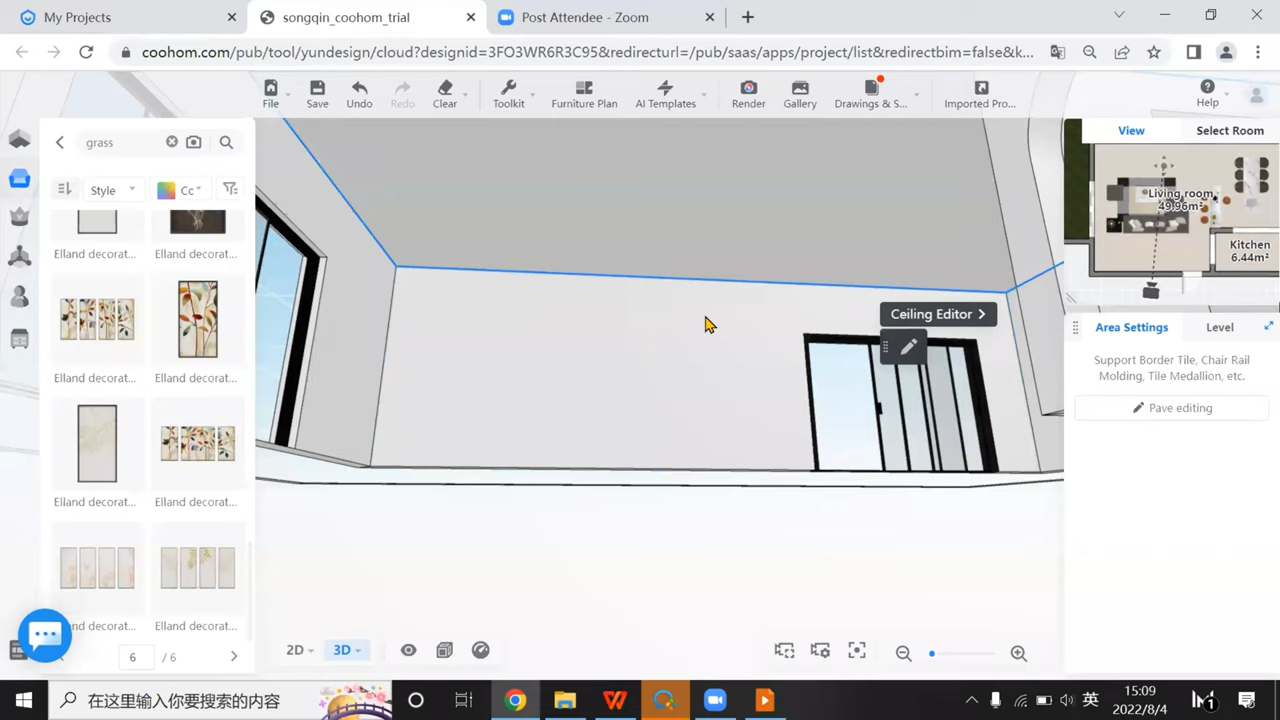 My Projects
songqin_coohom_trial
Post Attendee - Zoom
coohom.com/pub/tool/yundesign/cloud?designid=3FO3WR6R3C95&redirecturl=/pub/saas/apps/project/list&redirectbim=false&k...
File
Save
Undo
Redo
Clear
Toolkit
Furniture Plan
AI Templates
Render
Gallery
Drawings & S...
Imported Pro...
Help
grass
Style
Cc
Elland decorat...
Elland decorat...
Elland decorat...
Elland decorat...
Elland decorat...
Elland decorat...
Elland decorat...
6
/ 6
View
Select Room
Living room
49.96m²
Kitchen
6.44m²
Ceiling Editor
Area Settings
Level
Support Border Tile, Chair Rail
Molding, Tile Medallion, etc.
Pave editing
2D
3D
在这里输入你要搜索的内容
英
15:09
2022/8/4
1